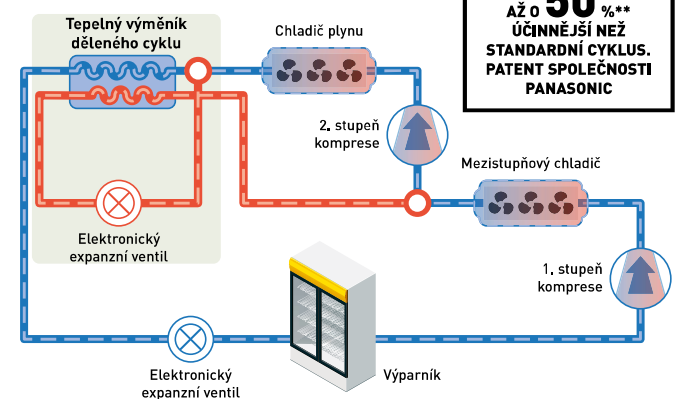 Tepelný výměník
děleného cyklu
Chladič plynu
AŽ O 50 %**
ÚČINNĚJŠÍ NEŽ
STANDARDNÍ CYKLUS.
PATENT SPOLEČNOSTI
PANASONIC
2. stupeň
komprese
Mezistupňový chladič
Elektronický
expanzní ventil
1. stupeň
komprese
Elektronický
expanzní ventil
Výparník